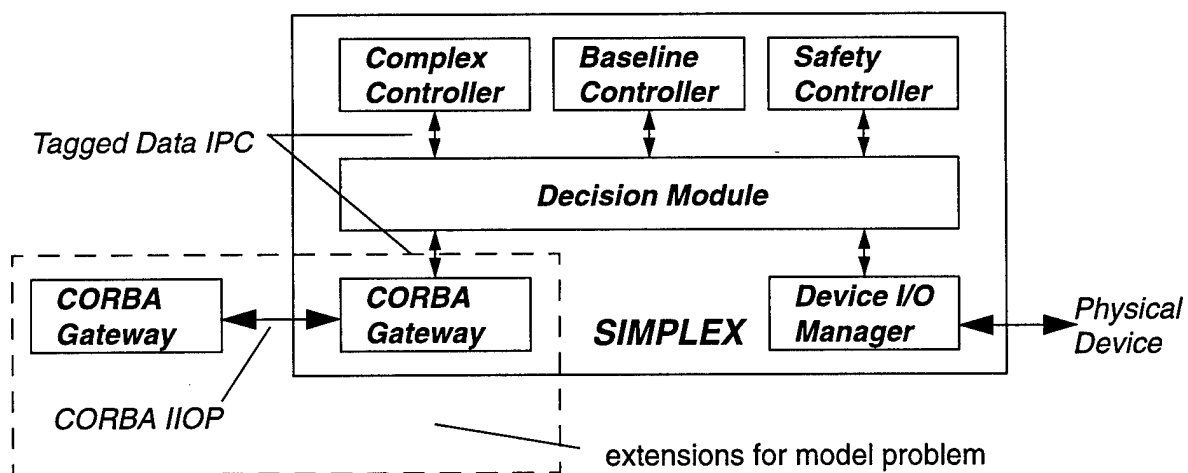 Complex
Controller
Baseline
Controller
Safety
Controller
Tagged Data IPC
Decision Module
CORBA
Gateway
CORBA
Gateway
SIMPLEX
Device I/O
Manager
Physical
Device
CORBA IIOP
extensions for model problem